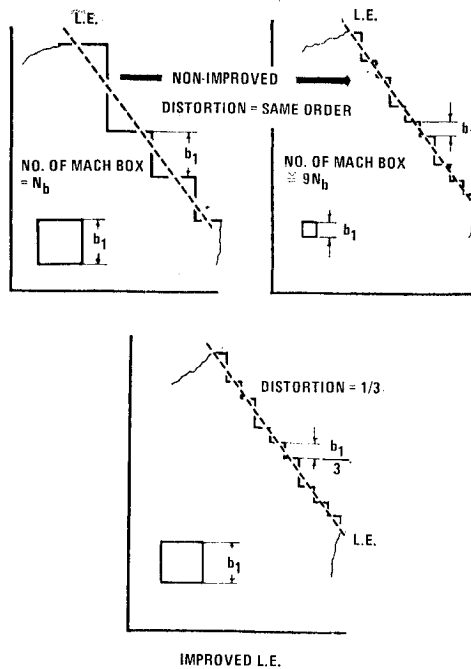 L.E.
L.E.
NON-IMPROVED
DISTORTION = SAME ORDER
b1
NO. OF MACH BOX
= Nb
b1
NO. OF MACH BOX
≅ 9Nb
b1
L.E.
DISTORTION = 1/3
b1
3
L.E.
b1
IMPROVED L.E.